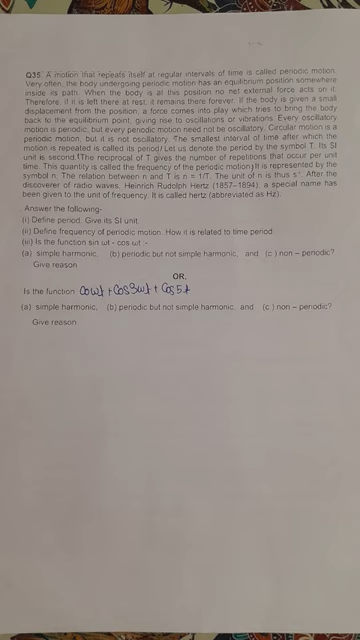 Q35. A motion that repeats itself at regular intervals of time is called periodic motion.
Very often, the body undergoing periodic motion has an equilibrium position somewhere
inside its path. When the body is at this position no net external force acts on it.
Therefore, if it is left there at rest, it remains there forever. If the body is given a small
displacement from the position, a force comes into play which tries to bring the body
back to the equilibrium point, giving rise to oscillations or vibrations. Every oscillatory
motion is periodic, but every periodic motion need not be oscillatory. Circular motion is a
periodic motion, but it is not oscillatory. The smallest interval of time after which the
motion is repeated is called its period. Let us denote the period by the symbol T. Its SI
unit is second. The reciprocal of T gives the number of repetitions that occur per unit
time. This quantity is called the frequency of the periodic motion. It is represented by the
symbol n. The relation between n and T is n = 1/T. The unit of n is thus s⁻¹. After the
discoverer of radio waves, Heinrich Rudolph Hertz (1857–1894), a special name has
been given to the unit of frequency. It is called hertz (abbreviated as Hz).
Answer the following-
(i) Define period. Give its SI unit.
(ii) Define frequency of periodic motion. How it is related to time period.
(iii) Is the function sin ωt - cos ωt :-
(a) simple harmonic, (b) periodic but not simple harmonic, and (c ) non – periodic?
Give reason
OR,
Is the function coωt + cos3ωt + Cos5t
(a) simple harmonic, (b) periodic but not simple harmonic, and (c ) non – periodic?
Give reason